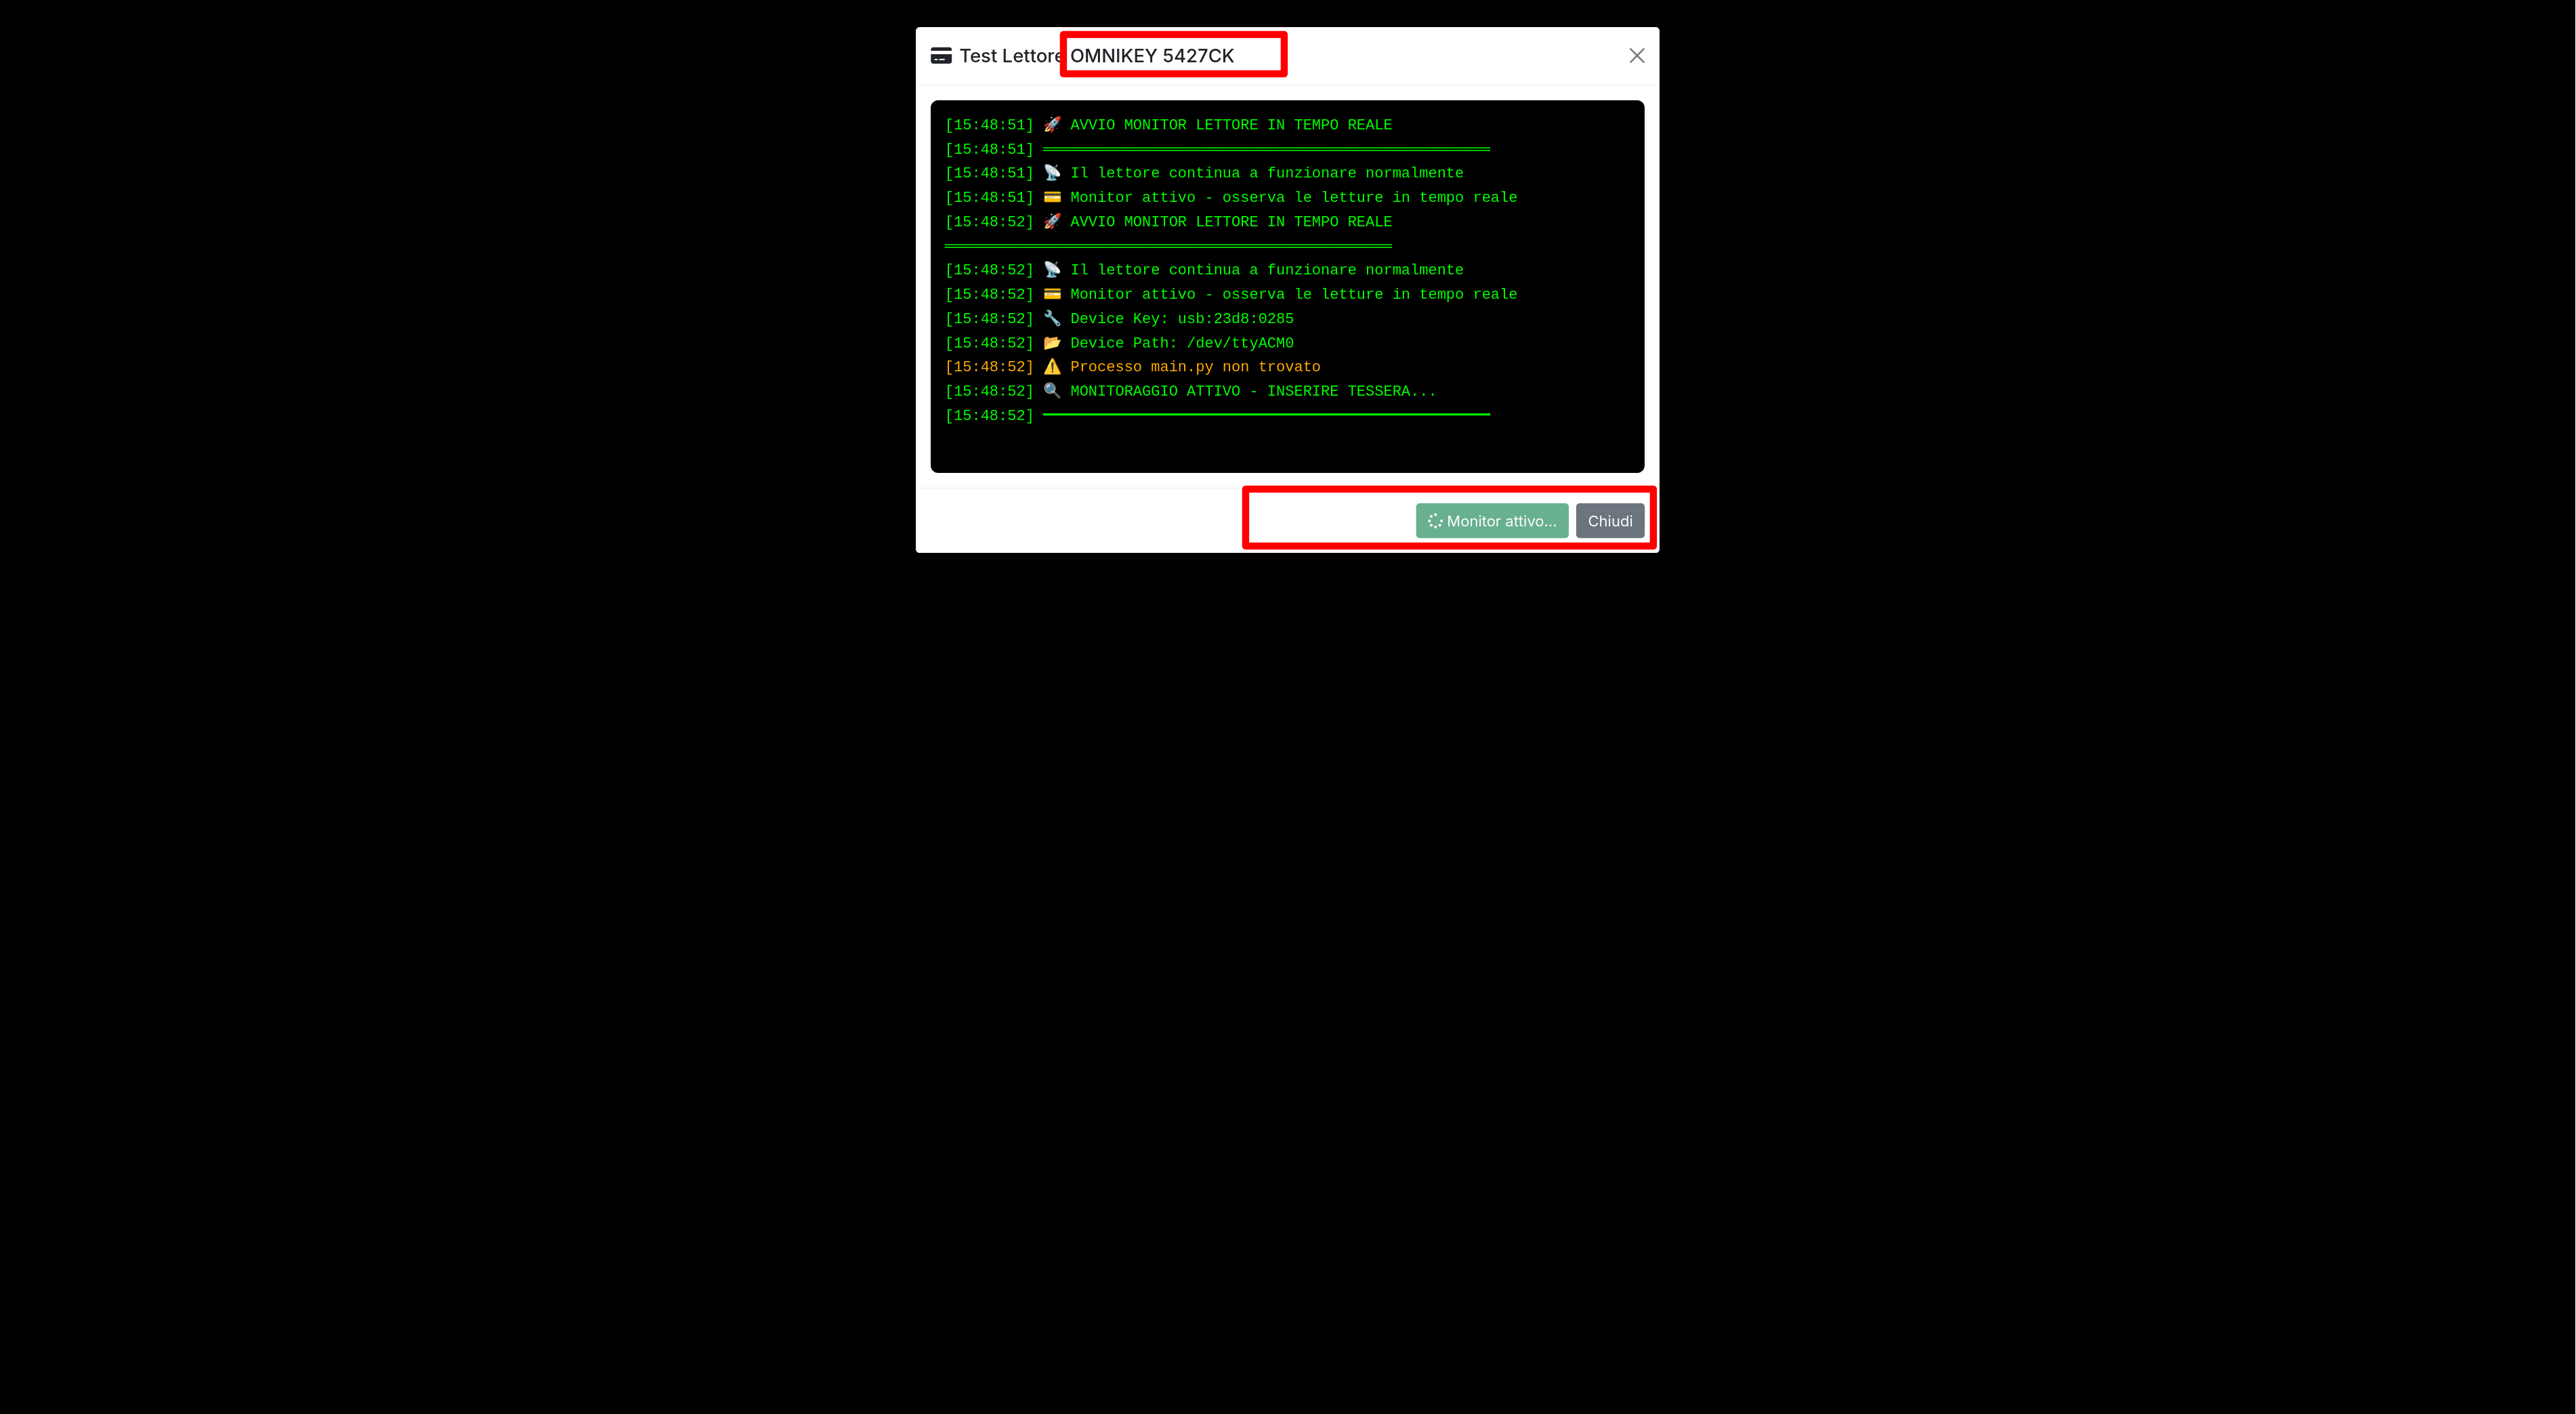 Test Lettore OMNIKEY 5427CK
[15:48:51] 🚀 AVVIO MONITOR LETTORE IN TEMPO REALE
[15:48:51] ══════════════════════════════════════════════════
[15:48:51] 📡 Il lettore continua a funzionare normalmente
[15:48:51] 💳 Monitor attivo - osserva le letture in tempo reale
[15:48:52] 🚀 AVVIO MONITOR LETTORE IN TEMPO REALE
══════════════════════════════════════════════════
[15:48:52] 📡 Il lettore continua a funzionare normalmente
[15:48:52] 💳 Monitor attivo - osserva le letture in tempo reale
[15:48:52] 🔧 Device Key: usb:23d8:0285
[15:48:52] 📂 Device Path: /dev/ttyACM0
[15:48:52] ⚠️ Processo main.py non trovato
[15:48:52] 🔍 MONITORAGGIO ATTIVO - INSERIRE TESSERA...
[15:48:52] ━━━━━━━━━━━━━━━━━━━━━━━━━━━━━━━━━━━━━━━━━━━━━━━━━━
Monitor attivo... Chiudi